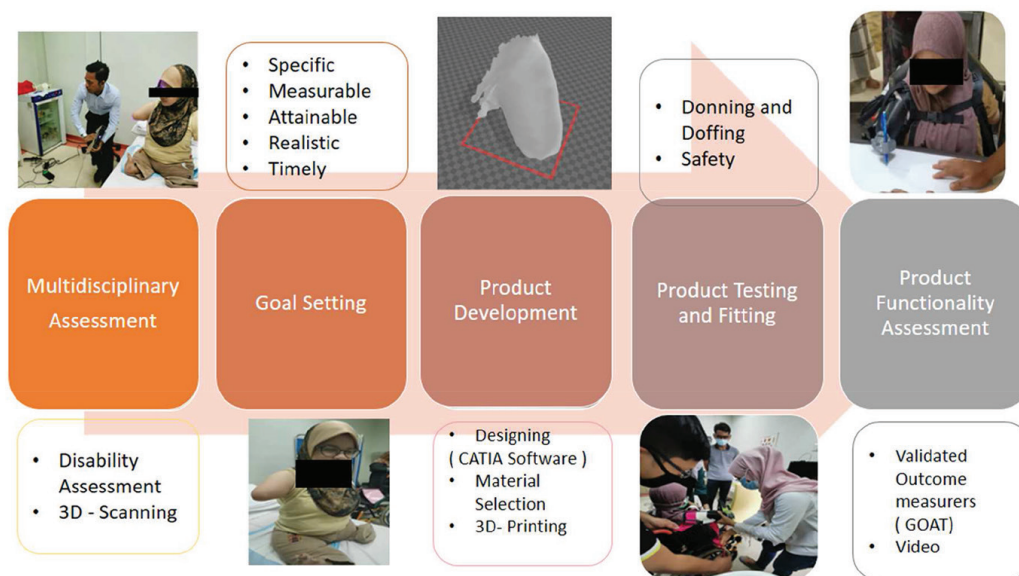 Specific
Measurable
Attainable
Realistic
Timely
Donning and
Doffing
Safety
Multidisciplinary
Assessment
Goal Setting
Product
Development
Product Testing
and Fitting
Product
Functionality
Assessment
Disability
Assessment
3D - Scanning
Designing
( CATIA Software )
Material
Selection
3D- Printing
Validated
Outcome
measurers
( GOAT)
Video